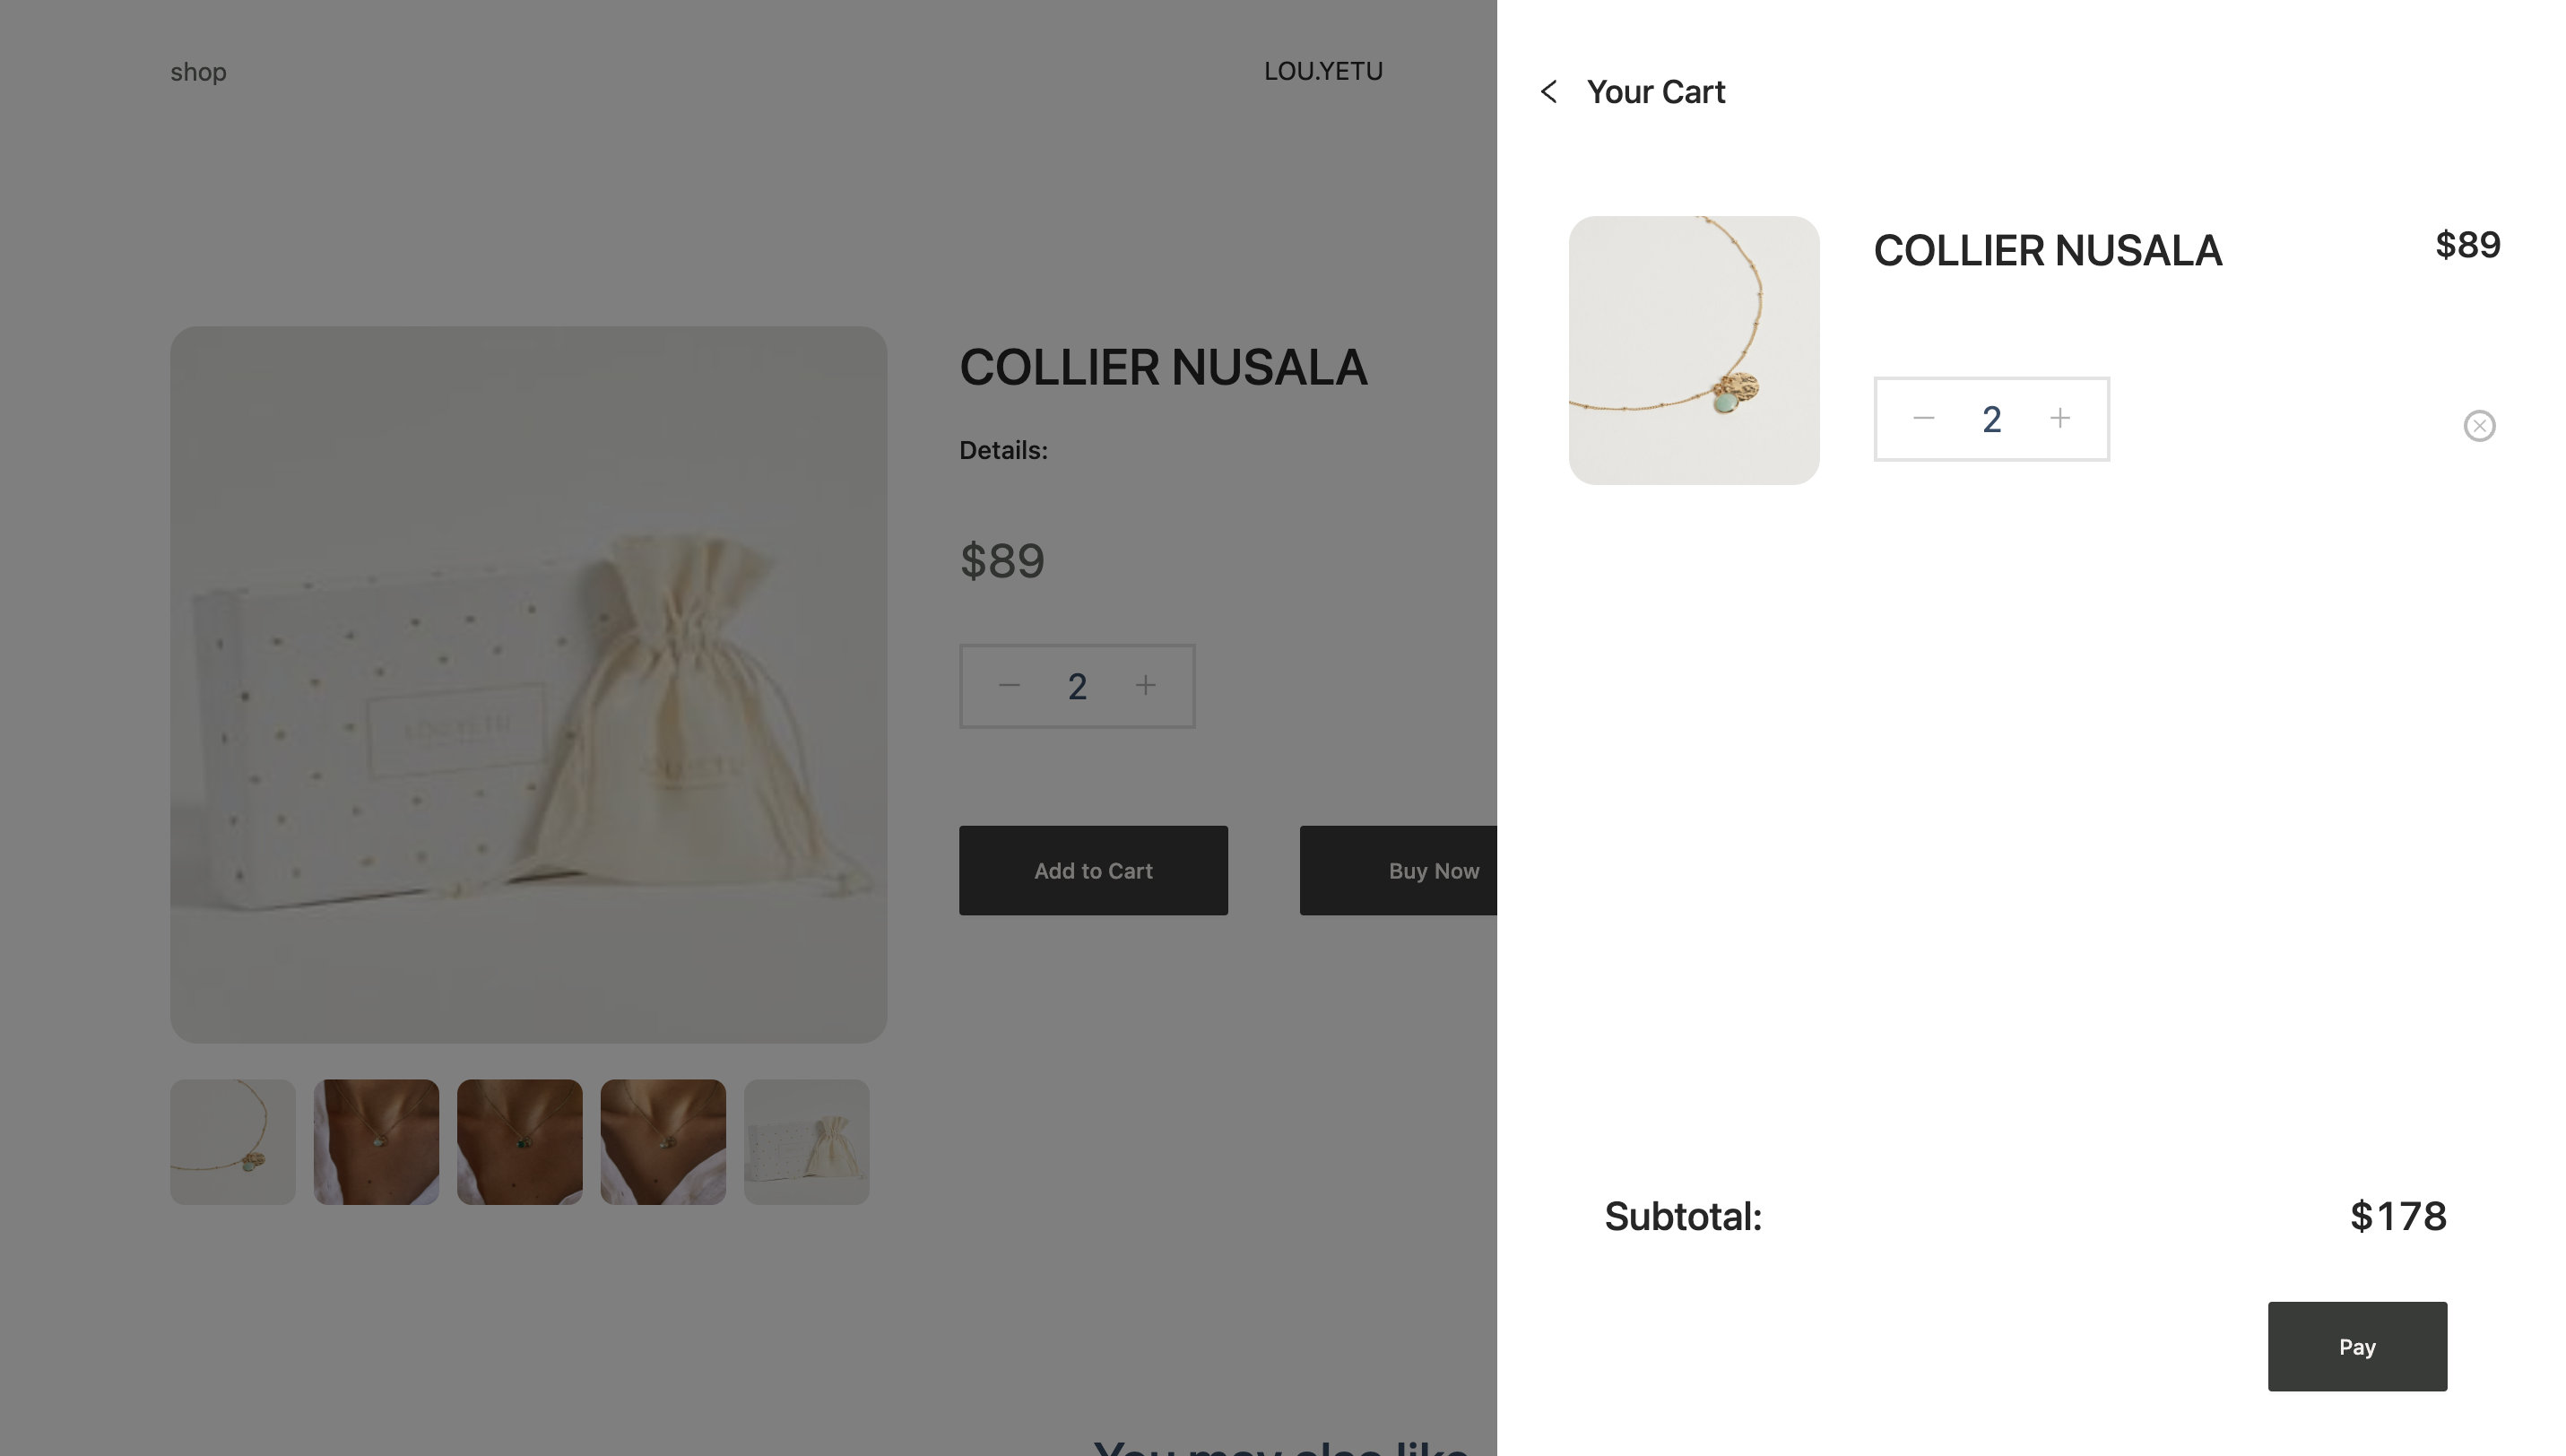 shop
LOU.YETU
COLLIER NUSALA
Details:
$89
2
Add to Cart
Buy Now
You may also like
Your Cart
COLLIER NUSALA
$89
2
Subtotal:
$178
Pay